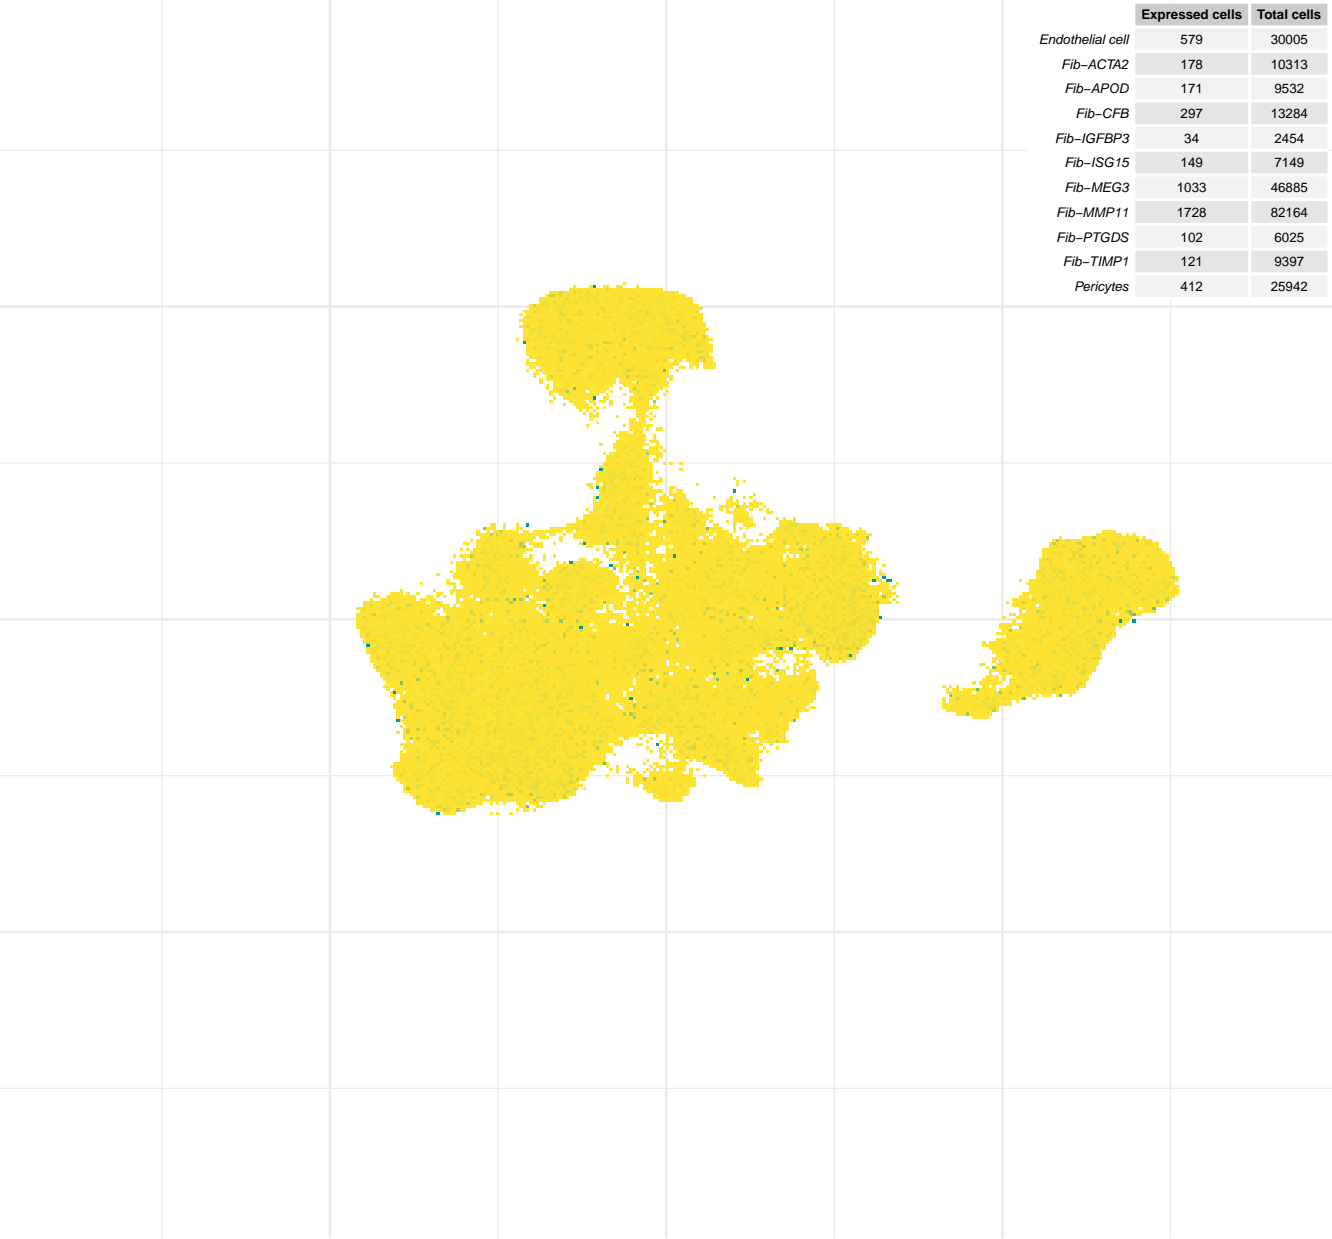 Expressed cells Total cells
Endothelial cell 579 30005
Fib−ACTA2 178 10313
Fib−APOD 171 9532
Fib−CFB 297 13284
Fib−IGFBP3 34 2454
Fib−ISG15 149 7149
Fib−MEG3 1033 46885
Fib−MMP11 1728 82164
Fib−PTGDS 102 6025
Fib−TIMP1 121 9397
Pericytes 412 25942